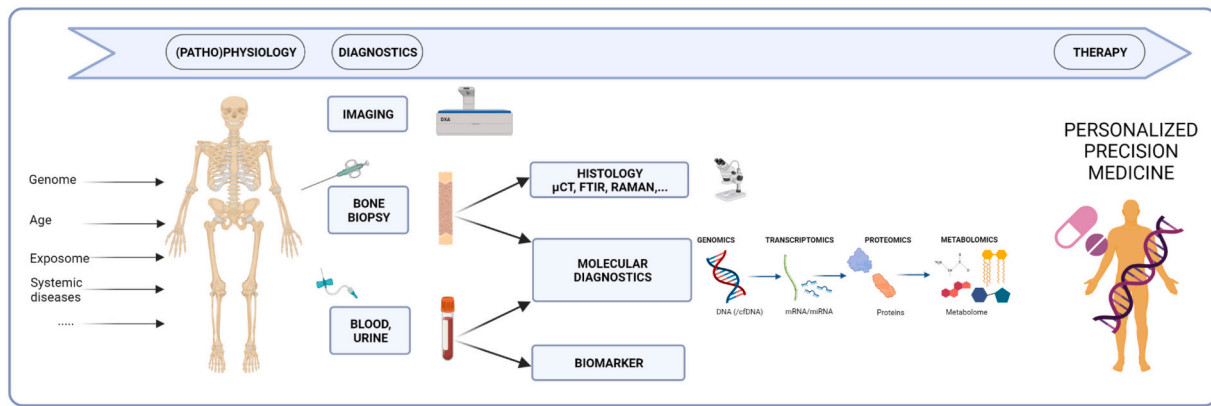 (PATHO)PHYSIOLOGY
DIAGNOSTICS
THERAPY
IMAGING
DXA
Genome
Age
Exposome
Systemic
diseases
.....
BONE
BIOPSY
BLOOD,
URINE
HISTOLOGY
µCT, FTIR, RAMAN,...
MOLECULAR
DIAGNOSTICS
BIOMARKER
GENOMICS
TRANSCRIPTOMICS
PROTEOMICS
METABOLOMICS
DNA (/cfDNA)
mRNA/miRNA
Proteins
Metabolome
PERSONALIZED
PRECISION
MEDICINE